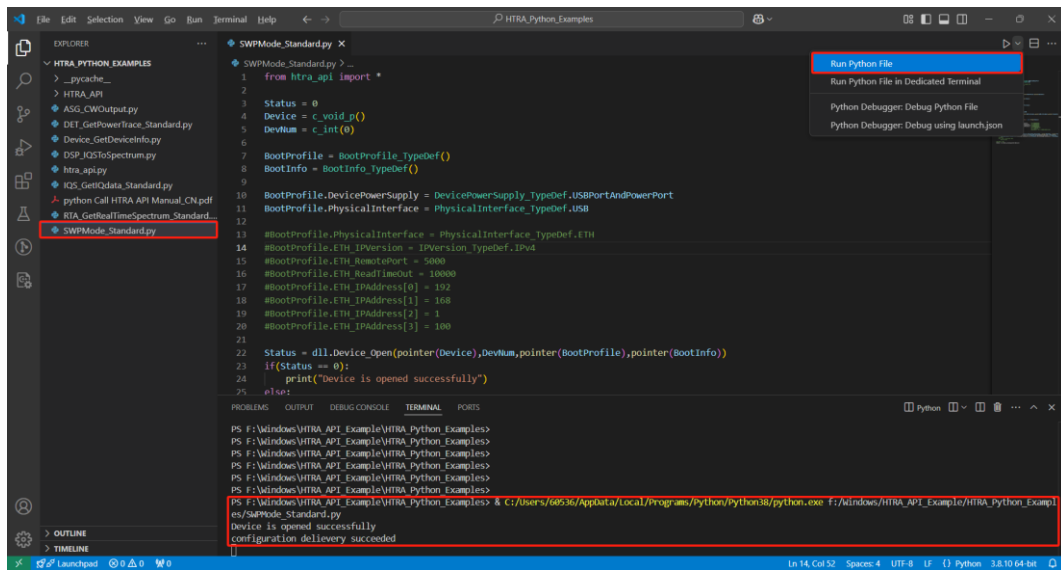 File Edit Selection View Go Run Terminal Help
HTRA_Python_Examples
EXPLORER
HTRA_PYTHON_EXAMPLES
__pycache__
HTRA_API
ASG_CWOutput.py
DET_GetPowerTrace_Standard.py
Device_GetDeviceInfo.py
DSP_IQSToSpectrum.py
htra_api.py
IQS_GetIQdata_Standard.py
python Call HTRA API Manual_CN.pdf
RTA_GetRealTimeSpectrum_Standard....
SWPMode_Standard.py
OUTLINE
TIMELINE
SWPMode_Standard.py
SWPMode_Standard.py > ...
Run Python File
Run Python File in Dedicated Terminal
Python Debugger: Debug Python File
Python Debugger: Debug using launch.json
1 from htra_api import *
2
3 Status = 0
4 Device = c_void_p()
5 DevNum = c_int(0)
6
7 BootProfile = BootProfile_TypeDef()
8 BootInfo = BootInfo_TypeDef()
9
10 BootProfile.DevicePowerSupply = DevicePowerSupply_TypeDef.USBPortAndPowerPort
11 BootProfile.PhysicalInterface = PhysicalInterface_TypeDef.USB
12
13 #BootProfile.PhysicalInterface = PhysicalInterface_TypeDef.ETH
14 #BootProfile.ETH_IPVersion = IPVersion_TypeDef.IPv4
15 #BootProfile.ETH_RemotePort = 5000
16 #BootProfile.ETH_ReadTimeOut = 10000
17 #BootProfile.ETH_IPAddress[0] = 192
18 #BootProfile.ETH_IPAddress[1] = 168
19 #BootProfile.ETH_IPAddress[2] = 1
20 #BootProfile.ETH_IPAddress[3] = 100
21
22 Status = dll.Device_Open(pointer(Device),DevNum,pointer(BootProfile),pointer(BootInfo))
23 if(Status == 0):
24 print("Device is opened successfully")
25 else:
PROBLEMS OUTPUT DEBUG CONSOLE TERMINAL PORTS
Python
PS F:\Windows\HTRA_API_Example\HTRA_Python_Examples>
PS F:\Windows\HTRA_API_Example\HTRA_Python_Examples>
PS F:\Windows\HTRA_API_Example\HTRA_Python_Examples>
PS F:\Windows\HTRA_API_Example\HTRA_Python_Examples>
PS F:\Windows\HTRA_API_Example\HTRA_Python_Examples>
PS F:\Windows\HTRA_API_Example\HTRA_Python_Examples>
PS F:\Windows\HTRA_API_Example\HTRA_Python_Examples> & C:/Users/60536/AppData/Local/Programs/Python/Python38/python.exe f:/Windows/HTRA_API_Example/HTRA_Python_Exampl
es/SWPMode_Standard.py
Device is opened successfully
configuration delievery succeeded
Launchpad 0 0 0 Ln 14, Col 52 Spaces: 4 UTF-8 LF {} Python 3.8.10 64-bit